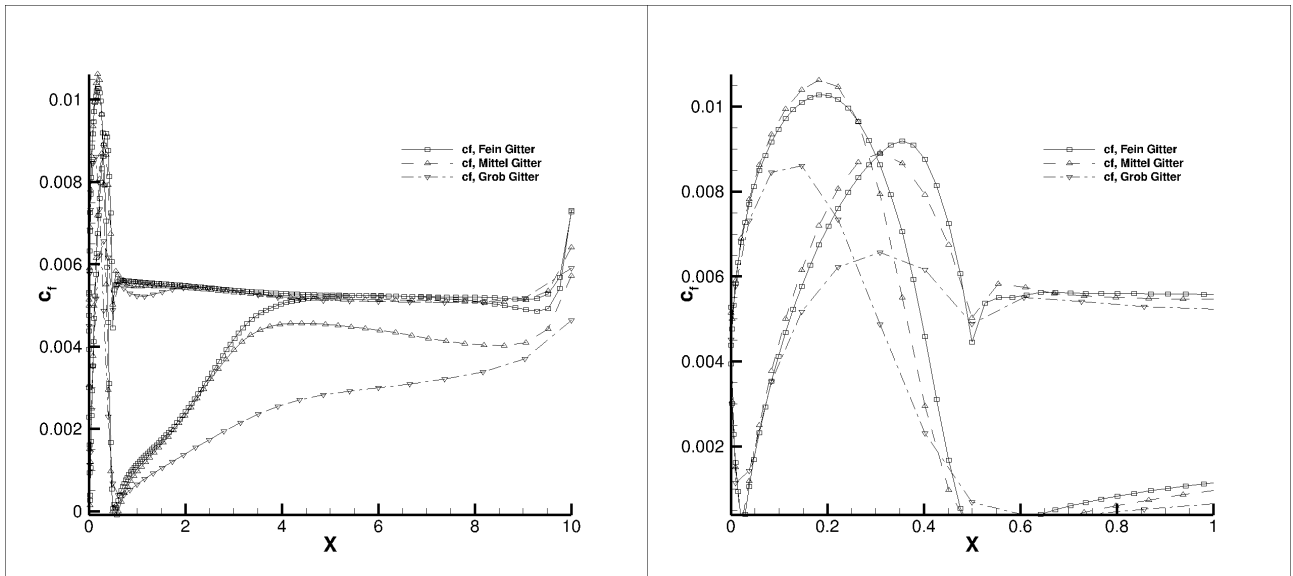 0.01
0.008
0.006
0.004
0.002
0
cf
0 2 4 6 8 10
X
cf, Fein Gitter
cf, Mittel Gitter
cf, Grob Gitter
0.01
0.008
0.006
0.004
0.002
cf
0 0.2 0.4 0.6 0.8 1
X
cf, Fein Gitter
cf, Mittel Gitter
cf, Grob Gitter